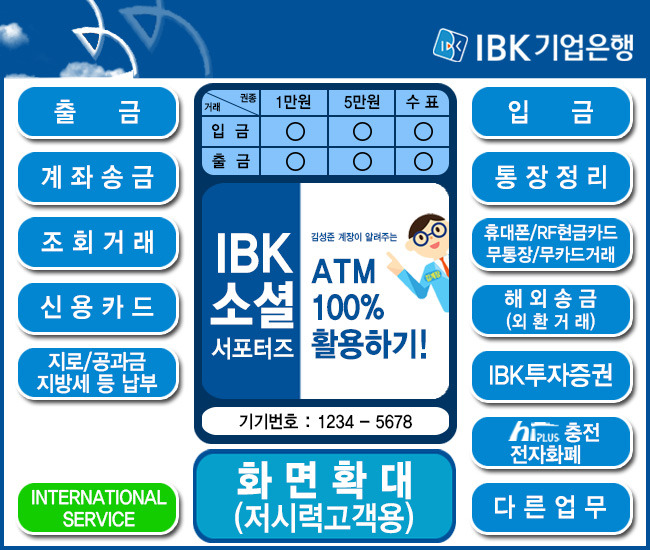 IBK기업은행
출 금
계좌송금
조회거래
신용카드
지로/공과금
지방세 등 납부
INTERNATIONAL
SERVICE
권종 1만원 5만원 수 표
거래
입 금 ○ ○ ○
출 금 ○ ○ ○
IBK
소셜
서포터즈
김성준 계장이 알려주는
ATM
100%
활용하기!
기기번호 : 1234 – 5678
화면확대
(저시력고객용)
입 금
통장정리
휴대폰/RF현금카드
무통장/무카드거래
해외송금
(외환거래)
IBK투자증권
hi PLUS 충전
전자화폐
다른업무